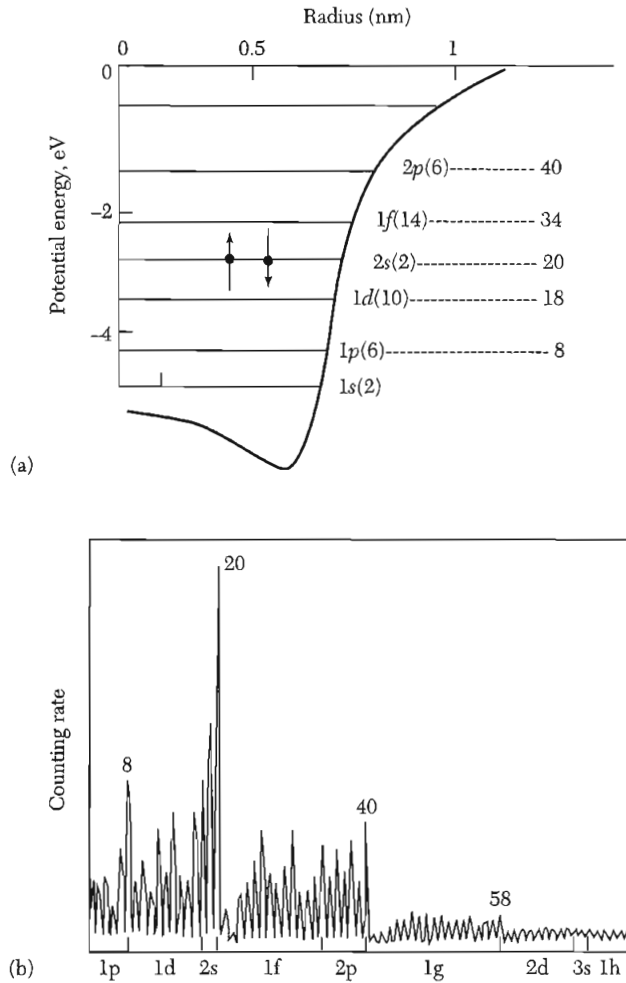 Radius (nm)
0 0.5 1
0
−2
−4
Potential energy, eV
2p(6) 40
1f(14) 34
2s(2) 20
1d(10) 18
1p(6) 8
1s(2)
(a)
20
8
40
58
Counting rate
(b)
1p 1d 2s 1f 2p 1g 2d 3s 1h